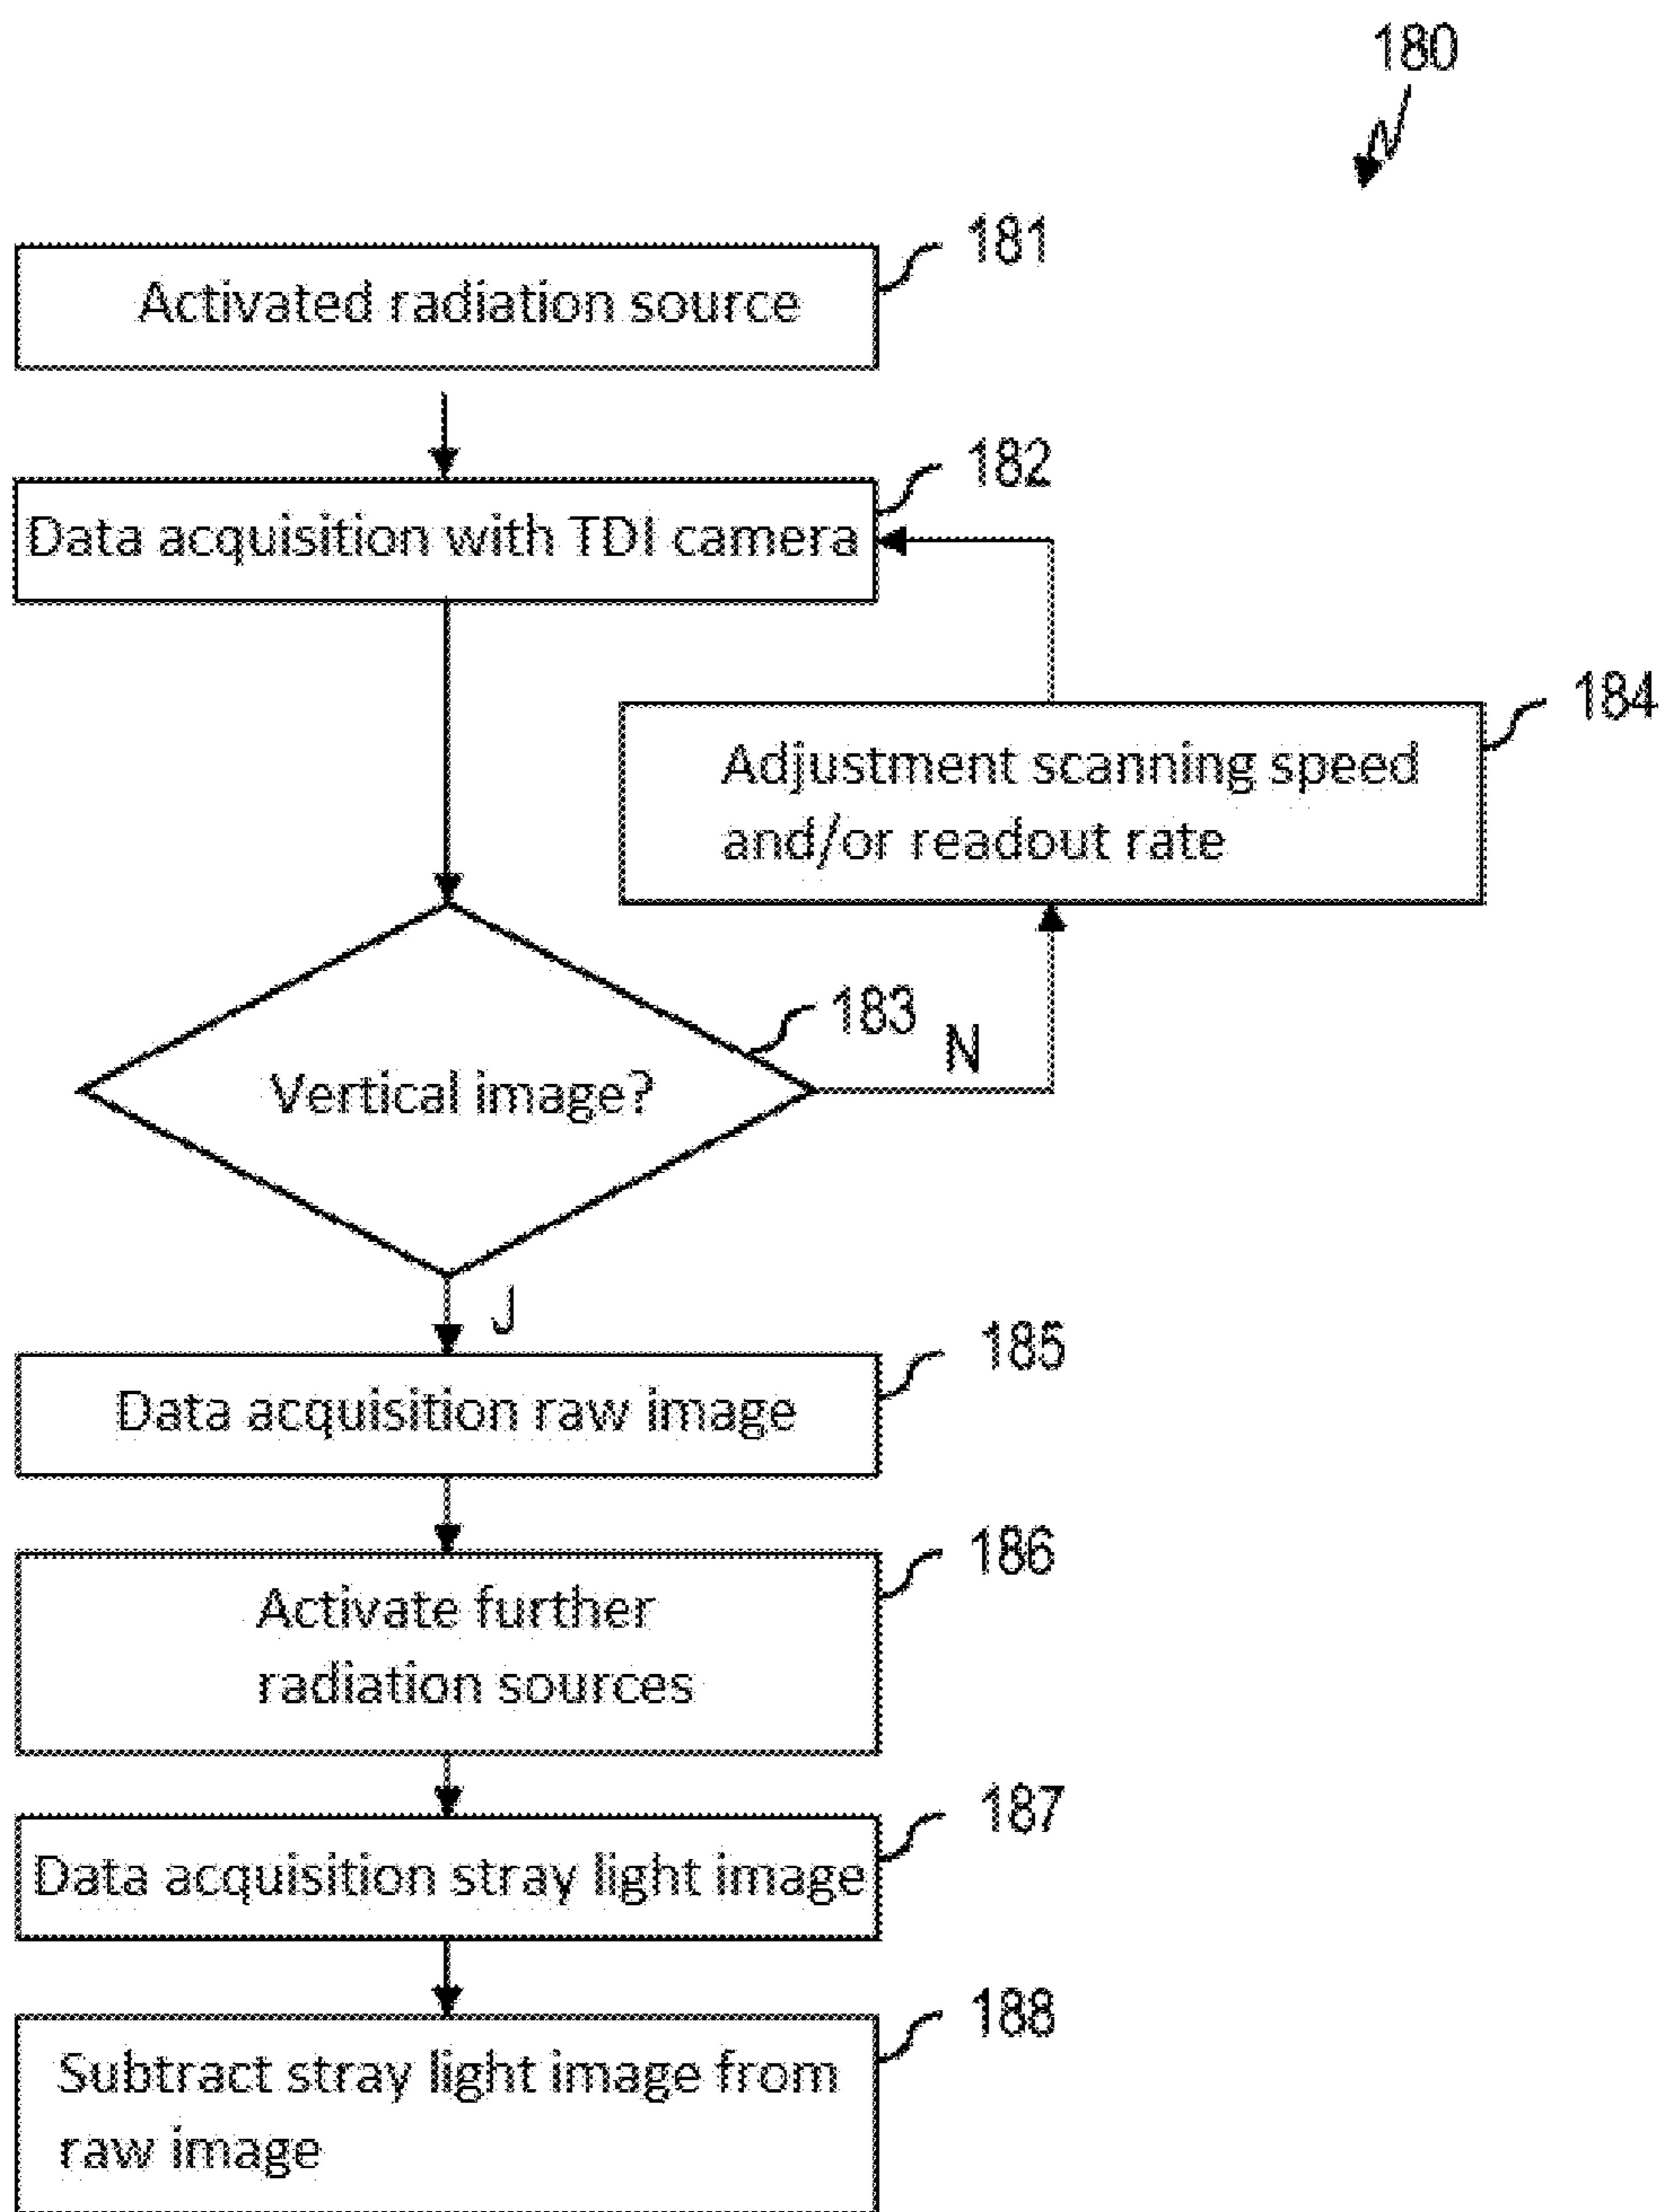 180
Activated radiation source
181
Data acquisition with TDI camera
182
Adjustment scanning speed
and/or readout rate
184
Vertical image?
183
N
J
Data acquisition raw image
185
Activate further
radiation sources
186
Data acquisition stray light image
187
Subtract stray light image from
raw image
188